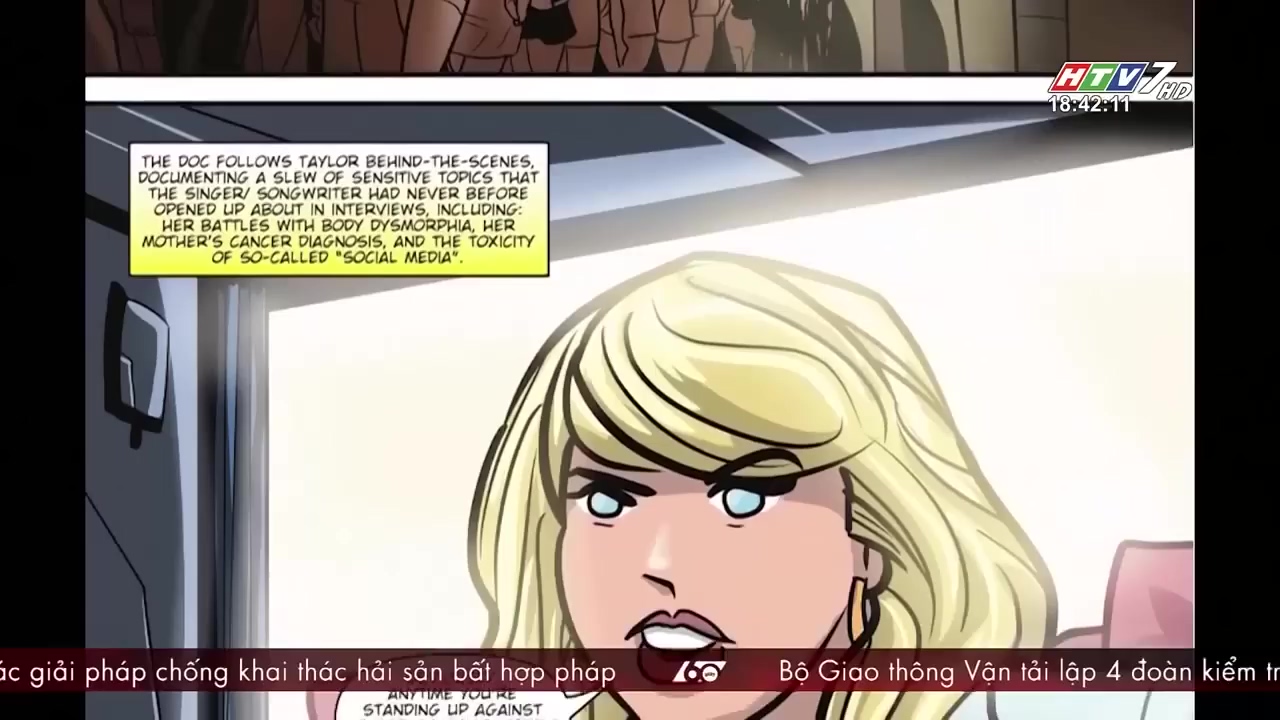 HTV7 HD
18:42:11
THE DOC FOLLOWS TAYLOR BEHIND-THE-SCENES,
DOCUMENTING A SLEW OF SENSITIVE TOPICS THAT
THE SINGER/ SONGWRITER HAD NEVER BEFORE
OPENED UP ABOUT IN INTERVIEWS, INCLUDING:
HER BATTLES WITH BODY DYSMORPHIA, HER
MOTHER'S CANCER DIAGNOSIS, AND THE TOXICITY
OF SO-CALLED "SOCIAL MEDIA".
giải pháp chống khai thác hải sản bất hợp pháp
60 giây
Bộ Giao thông Vận tải lập 4 đoàn kiểm
ANYTIME YOU'RE
STANDING UP AGAINST